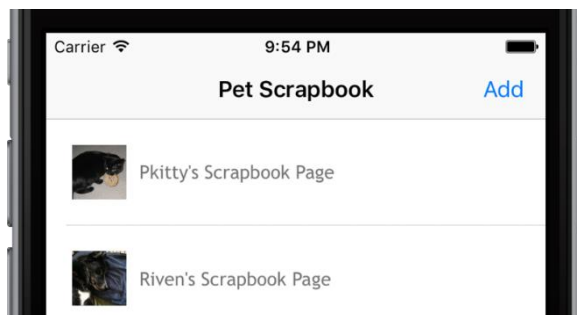 Carrier 9:54 PM
Pet Scrapbook Add
Pkitty's Scrapbook Page
Riven's Scrapbook Page